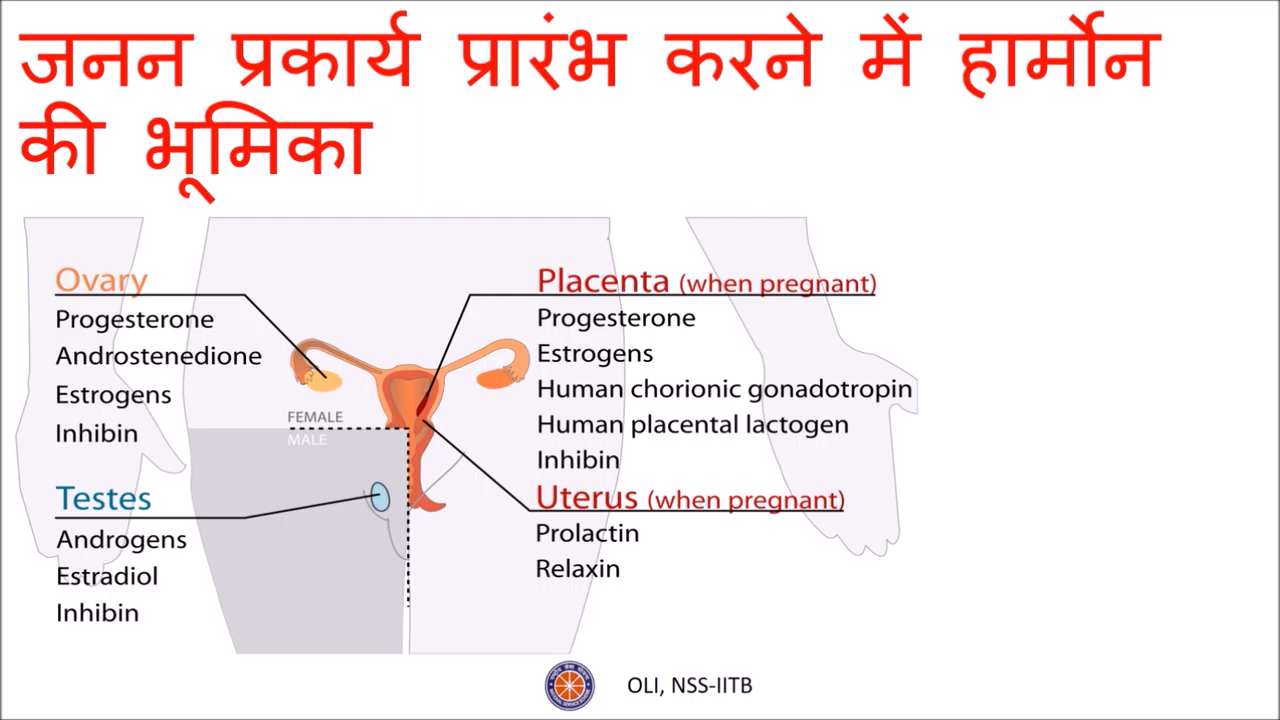 जनन प्रकार्य प्रारंभ करने में हार्मोन
की भूमिका
Ovary
Progesterone
Androstenedione
Estrogens
Inhibin
FEMALE
MALE
Testes
Androgens
Estradiol
Inhibin
Placenta (when pregnant)
Progesterone
Estrogens
Human chorionic gonadotropin
Human placental lactogen
Inhibin
Uterus (when pregnant)
Prolactin
Relaxin
OLI, NSS-IITB